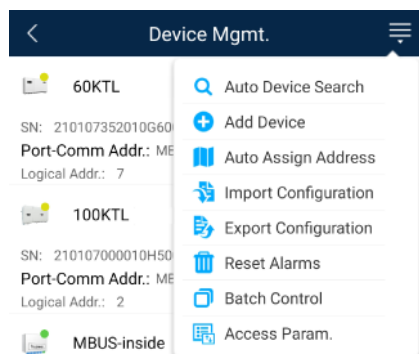 Device Mgmt.
60KTL
SN: 210107352010G60
Port-Comm Addr.:
Logical Addr.: 7
100KTL
SN: 210107000010H50
Port-Comm Addr.:
Logical Addr.: 2
MBUS-inside
Auto Device Search
Add Device
Auto Assign Address
Import Configuration
Export Configuration
Reset Alarms
Batch Control
Access Param.